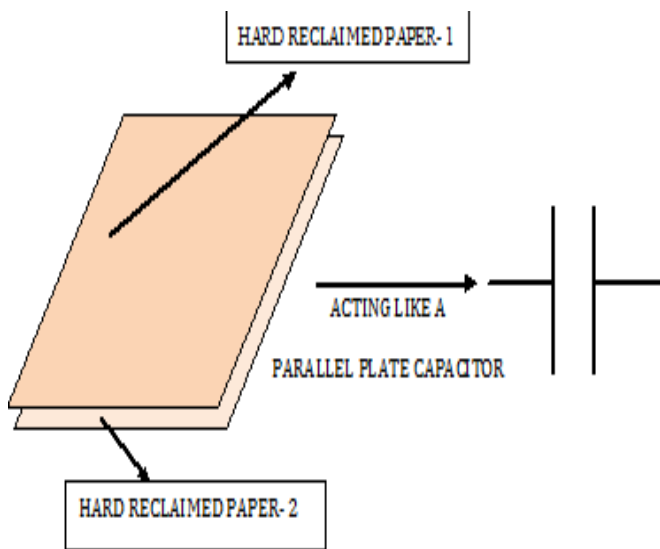 HARD RECLAIMED PAPER- 1
ACTING LIKE A
PARALLEL PLATE CAPACITOR
HARD RECLAIMED PAPER- 2